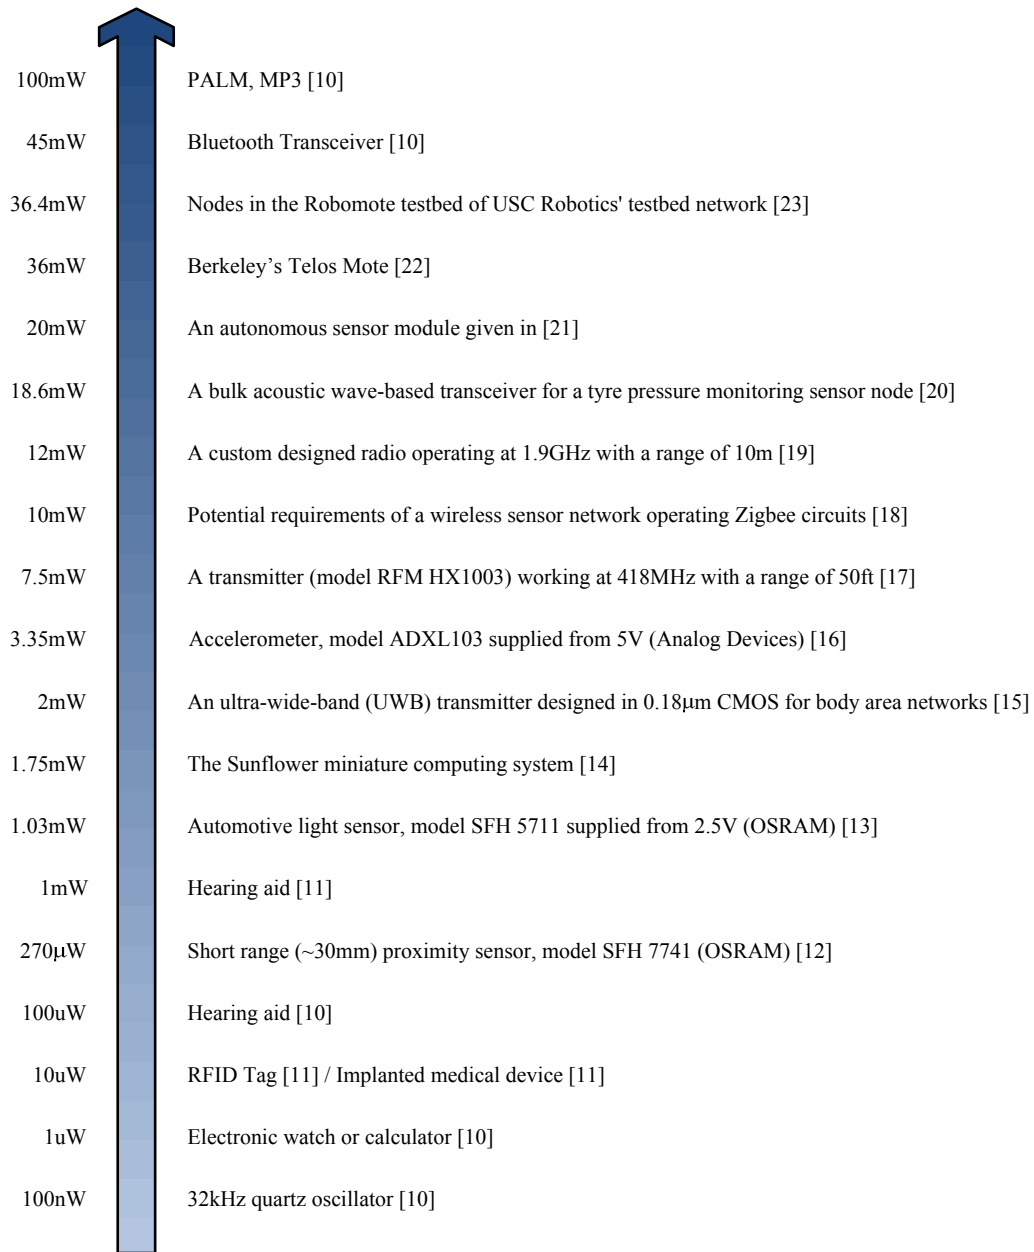 100mW PALM, MP3 [10]
45mW Bluetooth Transceiver [10]
36.4mW Nodes in the Robomote testbed of USC Robotics' testbed network [23]
36mW Berkeley’s Telos Mote [22]
20mW An autonomous sensor module given in [21]
18.6mW A bulk acoustic wave-based transceiver for a tyre pressure monitoring sensor node [20]
12mW A custom designed radio operating at 1.9GHz with a range of 10m [19]
10mW Potential requirements of a wireless sensor network operating Zigbee circuits [18]
7.5mW A transmitter (model RFM HX1003) working at 418MHz with a range of 50ft [17]
3.35mW Accelerometer, model ADXL103 supplied from 5V (Analog Devices) [16]
2mW An ultra-wide-band (UWB) transmitter designed in 0.18μm CMOS for body area networks [15]
1.75mW The Sunflower miniature computing system [14]
1.03mW Automotive light sensor, model SFH 5711 supplied from 2.5V (OSRAM) [13]
1mW Hearing aid [11]
270μW Short range (~30mm) proximity sensor, model SFH 7741 (OSRAM) [12]
100uW Hearing aid [10]
10uW RFID Tag [11] / Implanted medical device [11]
1uW Electronic watch or calculator [10]
100nW 32kHz quartz oscillator [10]